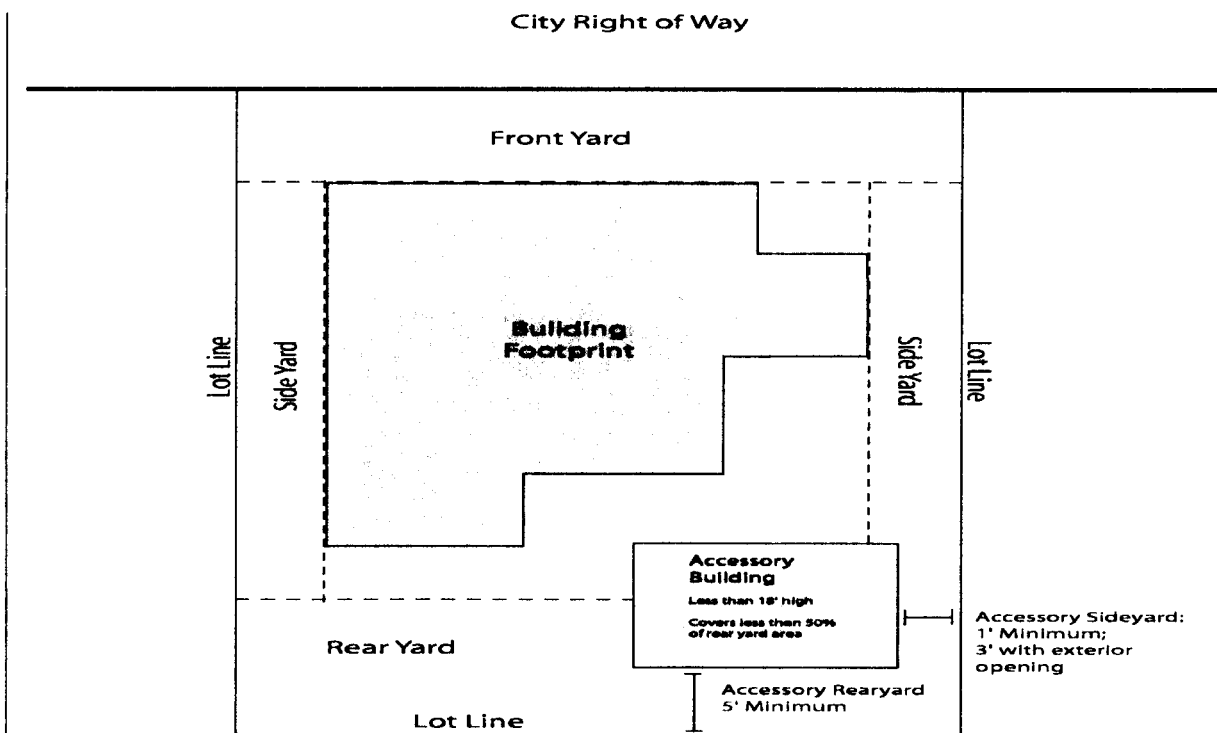 City Right of Way
Front Yard
Lot Line
Side Yard
Building
Footprint
Side Yard
Lot Line
Accessory
Building
Less than 18' high
Covers less than 50%
of rear yard area
Accessory Sideyard:
1' Minimum;
3' with exterior
opening
Rear Yard
Accessory Rearyard
5' Minimum
Lot Line